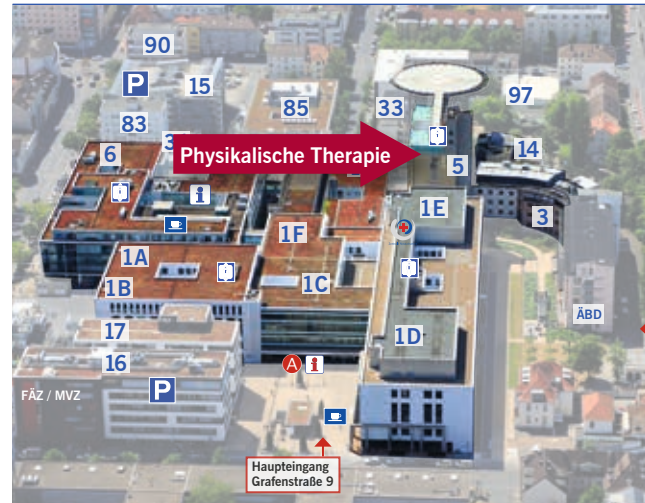 90
P
15
85
33
97
83
3
6
Physikalische Therapie
14
5
i
i
3
1E
1F
1A
1C
1B
i
i
ÄBD
17
1D
16
A
i
P
FÄZ / MVZ
Haupteingang
Grafenstraße 9